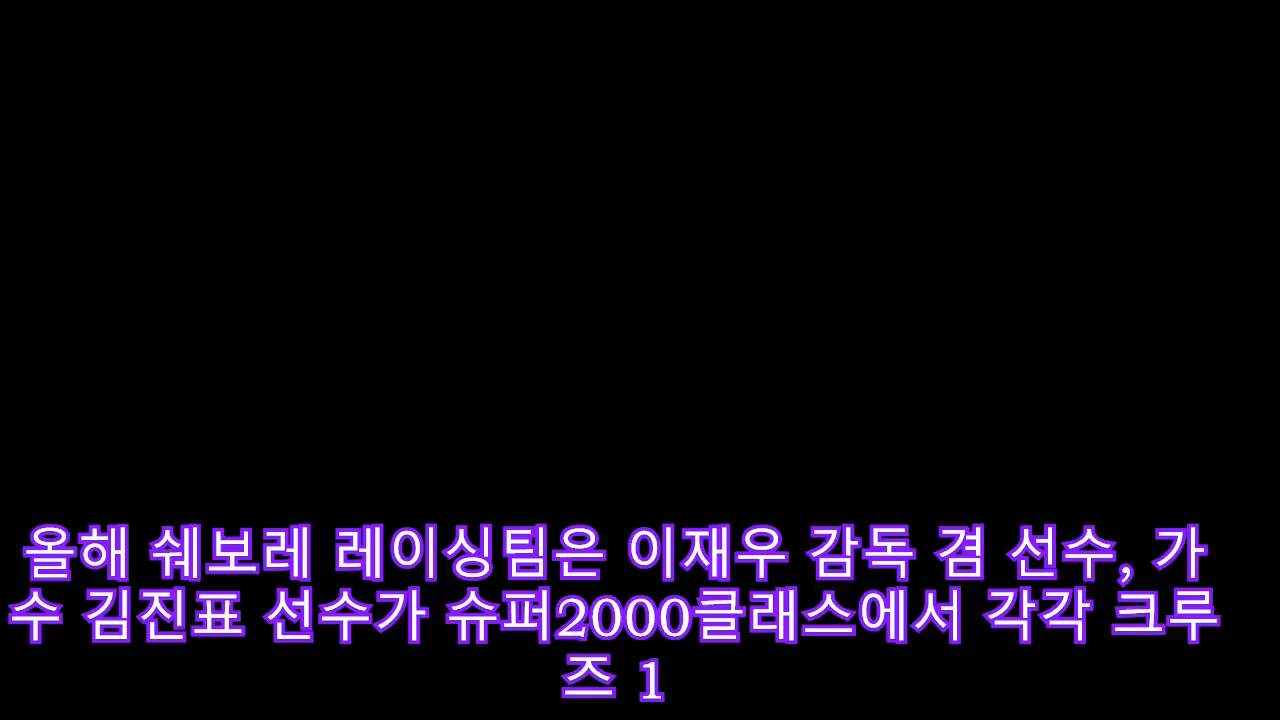 올해 쉐보레 레이싱팀은 이재우 감독 겸 선수, 가
수 김진표 선수가 슈퍼2000클래스에서 각각 크루
즈 1